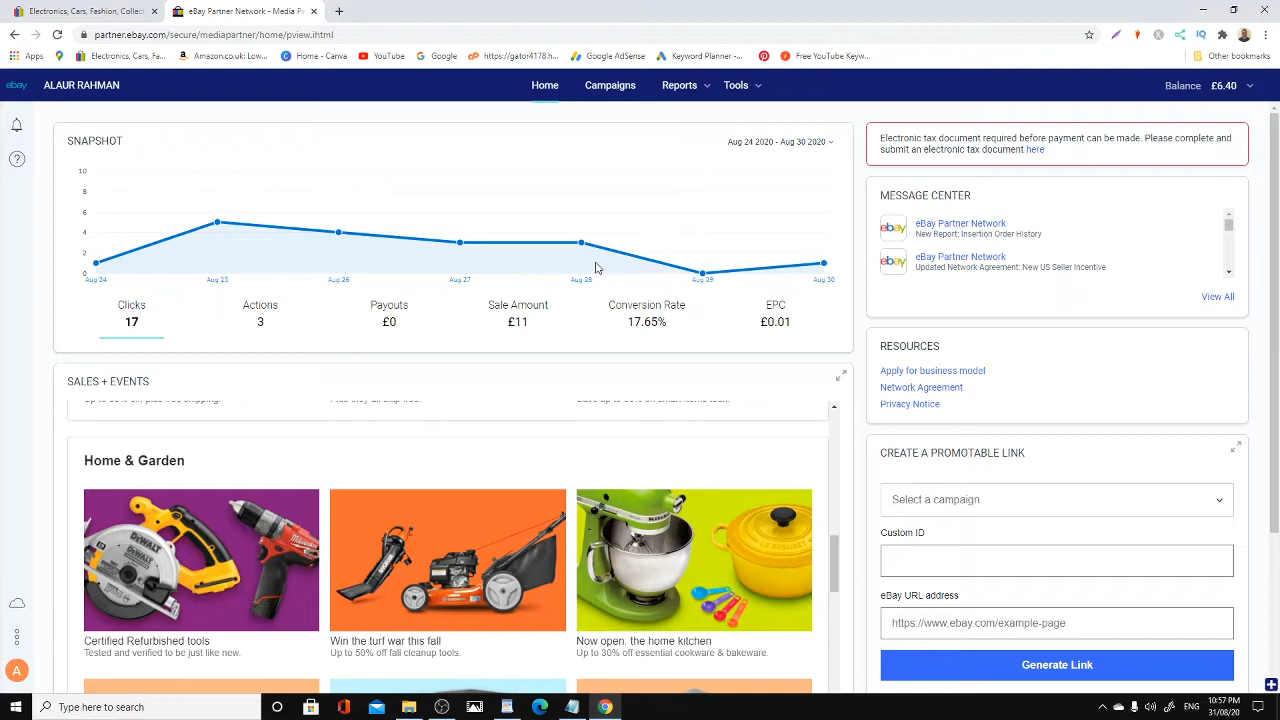 Electronics, Cars, Fashion, Collect
eBay Partner Network - Media Pa
partner.ebay.com/secure/mediapartner/home/pview.ihtml
Apps
Electronics, Cars, Fa...
Amazon.co.uk: Low...
Home - Canva
YouTube
Google
https://gator4178.h...
Google AdSense
Keyword Planner -...
Free YouTube Keyw...
Other bookmarks
ebay
ALAUR RAHMAN
Home
Campaigns
Reports
Tools
Balance £6.40
SNAPSHOT
Aug 24 2020 - Aug 30 2020
10
8
6
4
2
0
Aug 24
Aug 25
Aug 26
Aug 27
Aug 28
Aug 29
Aug 30
Clicks
Actions
Payouts
Sale Amount
Conversion Rate
EPC
17
3
£0
£11
17.65%
£0.01
Electronic tax document required before payment can be made. Please complete and
submit an electronic tax document here
MESSAGE CENTER
ebay
eBay Partner Network
New Report: Insertion Order History
ebay
eBay Partner Network
Updated Network Agreement: New US Seller Incentive
View All
RESOURCES
Apply for business model
Network Agreement
Privacy Notice
SALES + EVENTS
Home & Garden
DEWALT
Milwaukee
Certified Refurbished tools
Tested and verified to be just like new.
Win the turf war this fall
Up to 50% off fall cleanup tools.
Now open: the home kitchen
Up to 30% off essential cookware & bakeware.
CREATE A PROMOTABLE LINK
Select a campaign
Custom ID
eBay URL address
https://www.ebay.com/example-page
Generate Link
A
Type here to search
10:57 PM
31/08/20